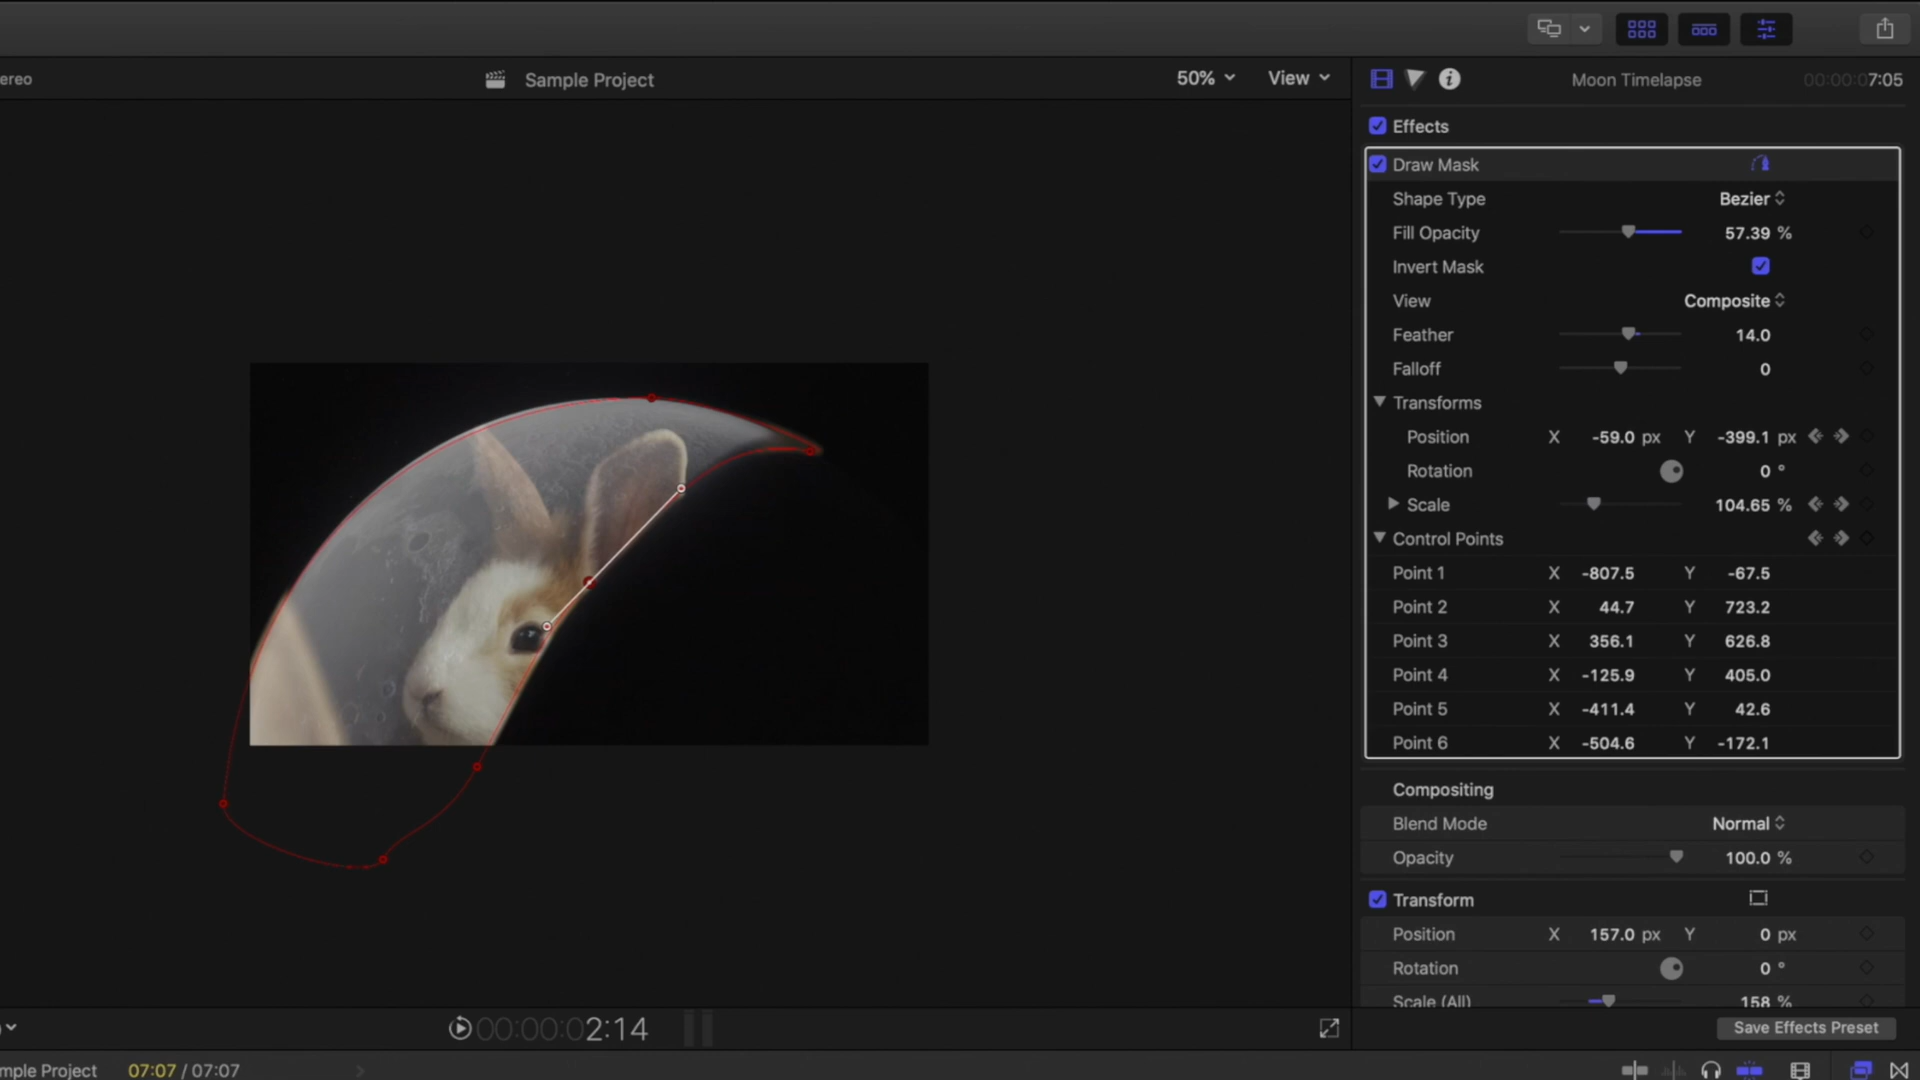 ereo
Sample Project
50%
View
Moon Timelapse
00:00:07:05
Effects
Draw Mask
Shape Type Bezier
Fill Opacity 57.39 %
Invert Mask
View Composite
Feather 14.0
Falloff 0
Transforms
Position X -59.0 px Y -399.1 px
Rotation 0 °
Scale 104.65 %
Control Points
Point 1 X -807.5 Y -67.5
Point 2 X 44.7 Y 723.2
Point 3 X 356.1 Y 626.8
Point 4 X -125.9 Y 405.0
Point 5 X -411.4 Y 42.6
Point 6 X -504.6 Y -172.1
Compositing
Blend Mode Normal
Opacity 100.0 %
Transform
Position X 157.0 px Y 0 px
Rotation 0 °
Scale (All) 158 %
00:00:02:14
Save Effects Preset
mple Project 07:07 / 07:07